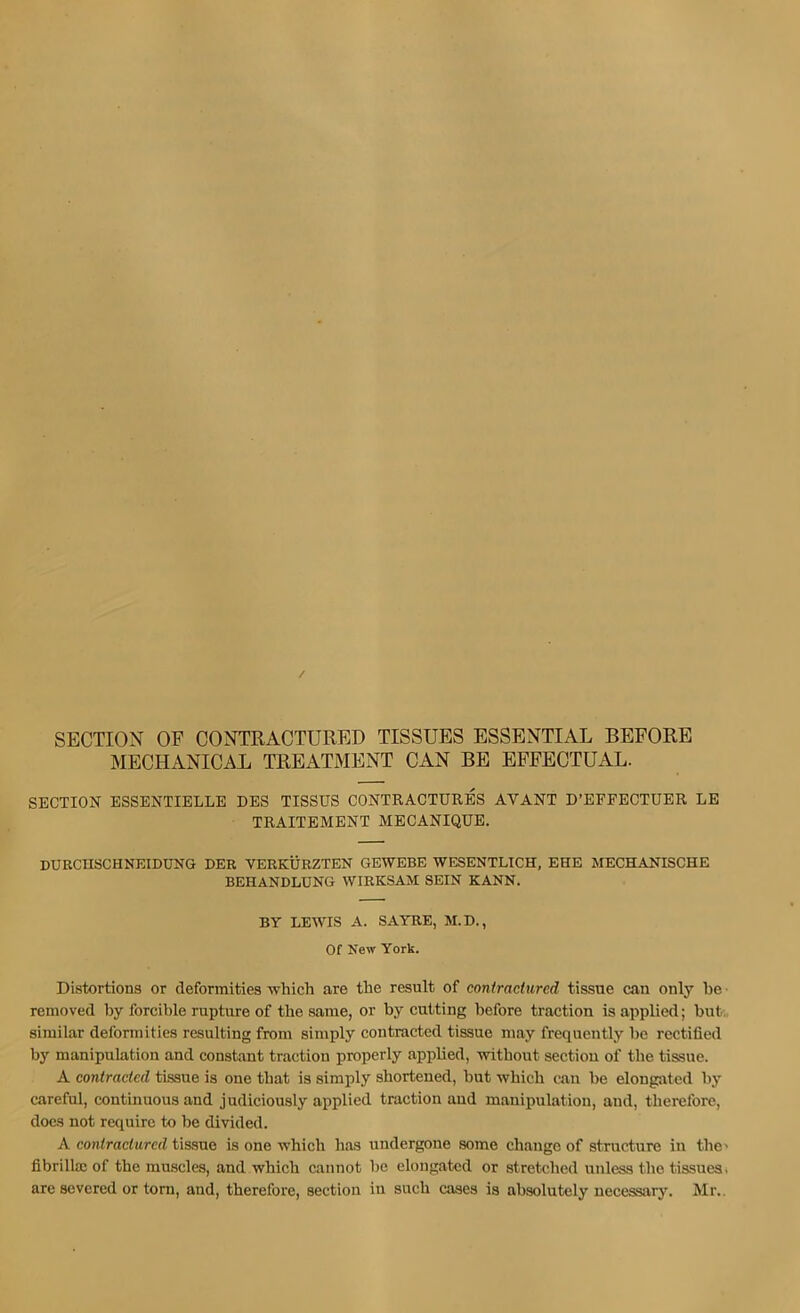 SECTION OF CONTRACTURED TISSUES ESSENTIAL BEFORE
MECHANICAL TREATMENT CAN BE EFFECTUAL.
SECTION ESSENTIELLE DES TISSUS CONTRACTURÉS AVANT D'EFFECTUER LE
TRAITEMENT MECANIQUE.
DURCHSCHNEIDUNG DER VERKÜRZTEN GEWEBE WESENTLICH, EHE MECHANISCHE
BEHANDLUNG WIRKSAM SEIN KANN.
BY LEWIS A. SAYRE, M.D.,
Of New York.
Distortions or deformities which are the result of contractured tissue can only be
removed by forcible rupture of the same, or by cutting before traction is applied; but
similar deformities resulting from simply contracted tissue may frequently be rectified
by manipulation and constant traction properly applied, without section of the tissue.
A contracted tissue is one that is simply shortened, but which can be elongated by
careful, continuous and judiciously applied traction and manipulation, and, therefore,
does not require to be divided.
A contractured tissue is one which has undergone some change of structure in the
fibrillæ of the muscles, and which cannot be elongated or stretched unless the tissues
are severed or torn, and, therefore, section in such cases is absolutely necessary. Mr.